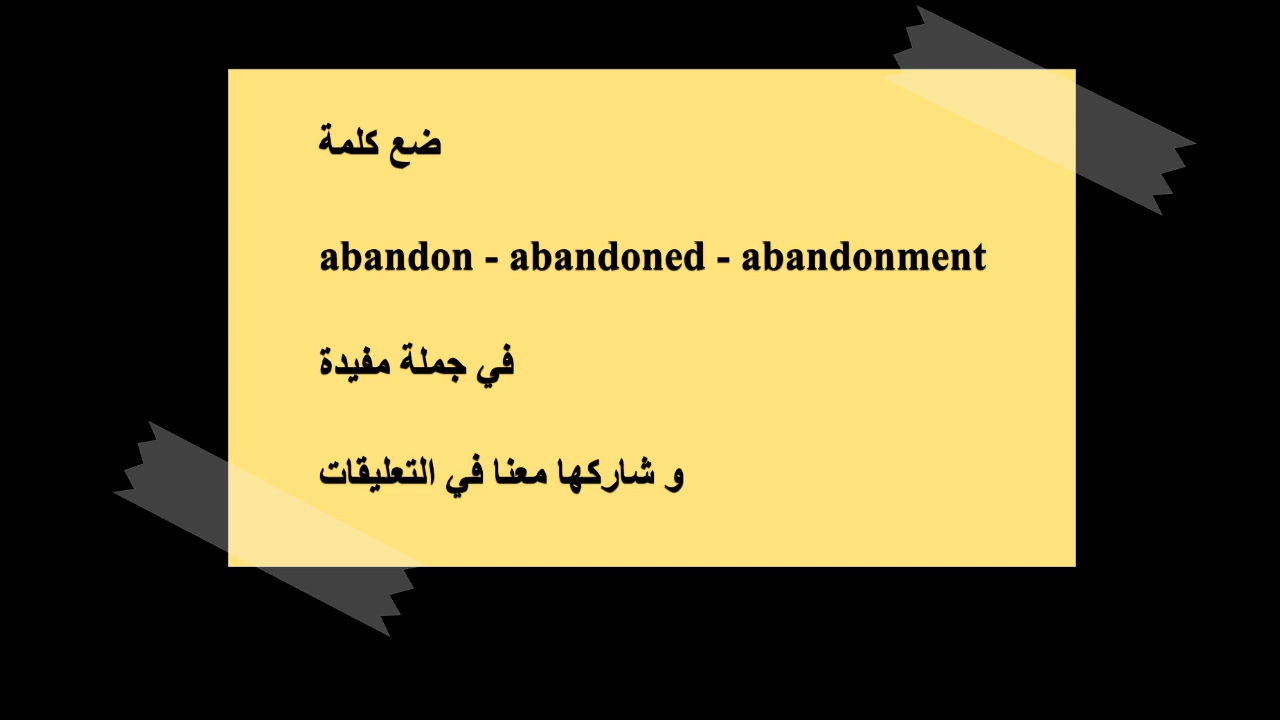 ضع كلمة
abandon - abandoned - abandonment
في جملة مفيدة
و شاركها معنا في التعليقات